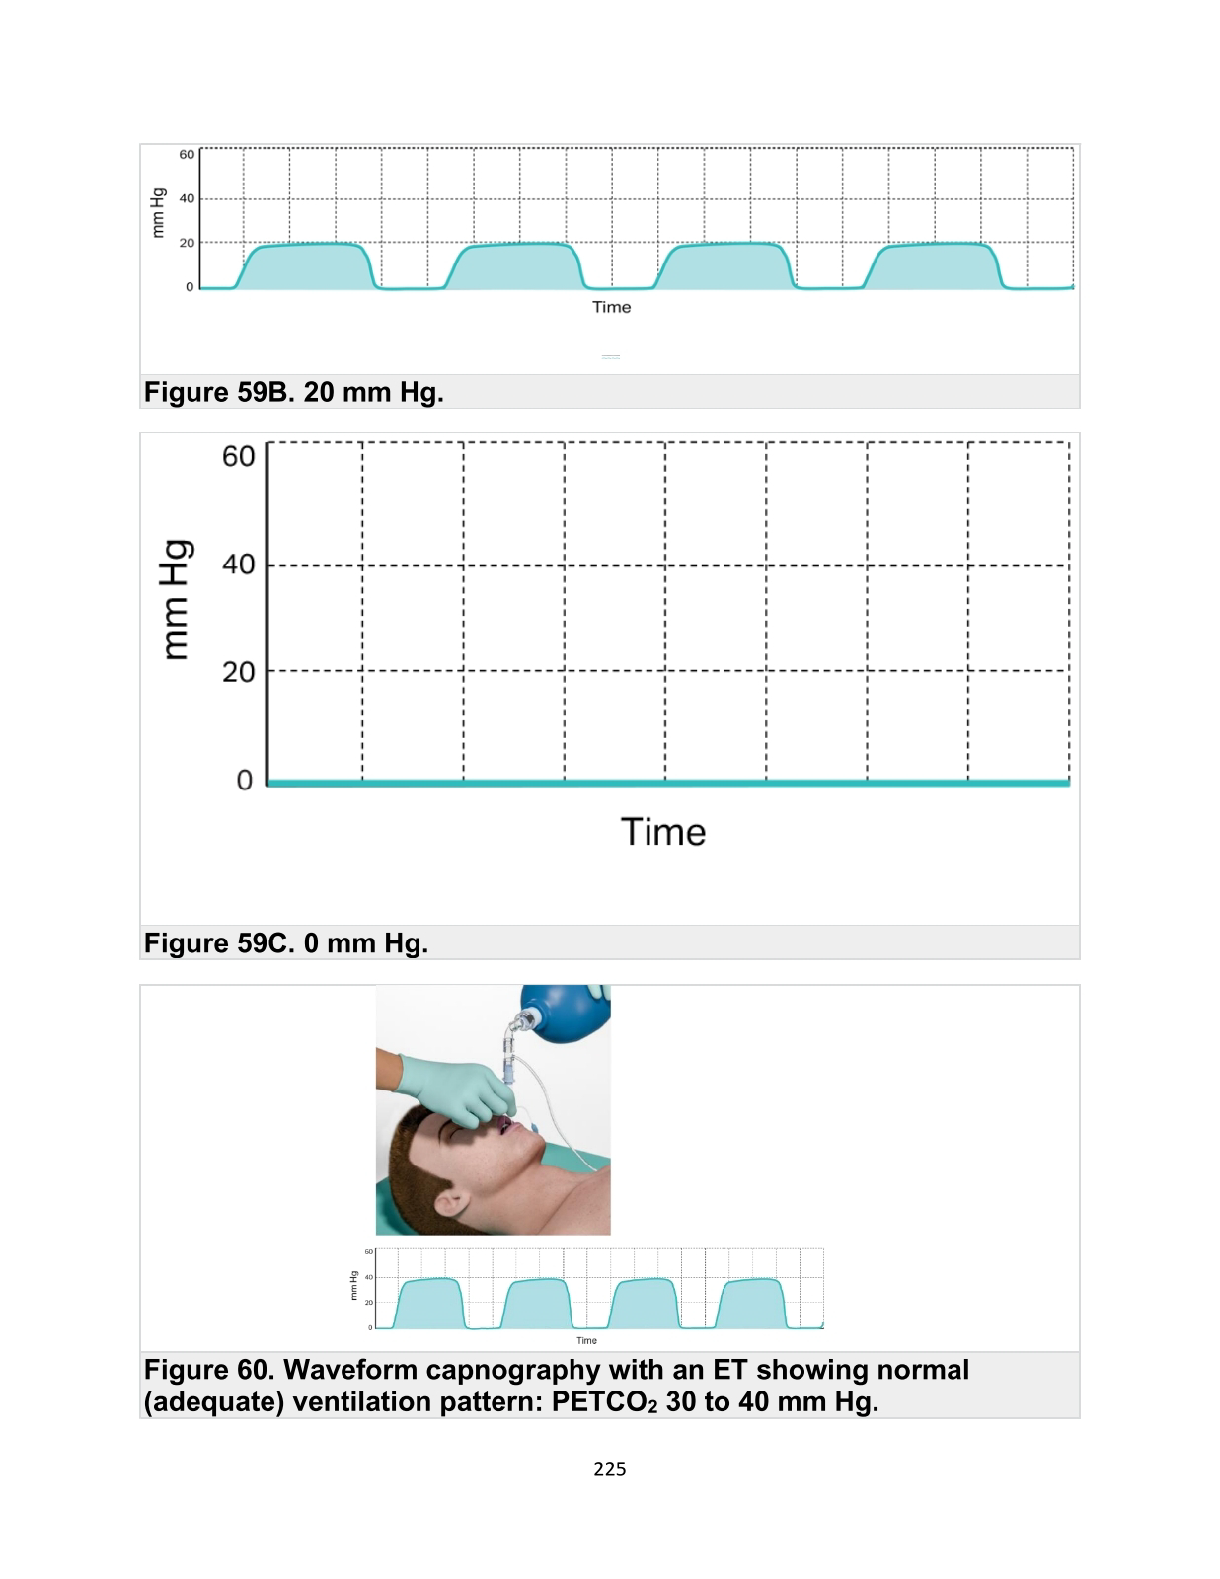 60
40
20
0
mm Hg
Time
Figure 59B. 20 mm Hg.
60
40
20
0
mm Hg
Time
Figure 59C. 0 mm Hg.
60
40
20
0
mm Hg
Time
Figure 60. Waveform capnography with an ET showing normal
(adequate) ventilation pattern: PETCO₂ 30 to 40 mm Hg.
225